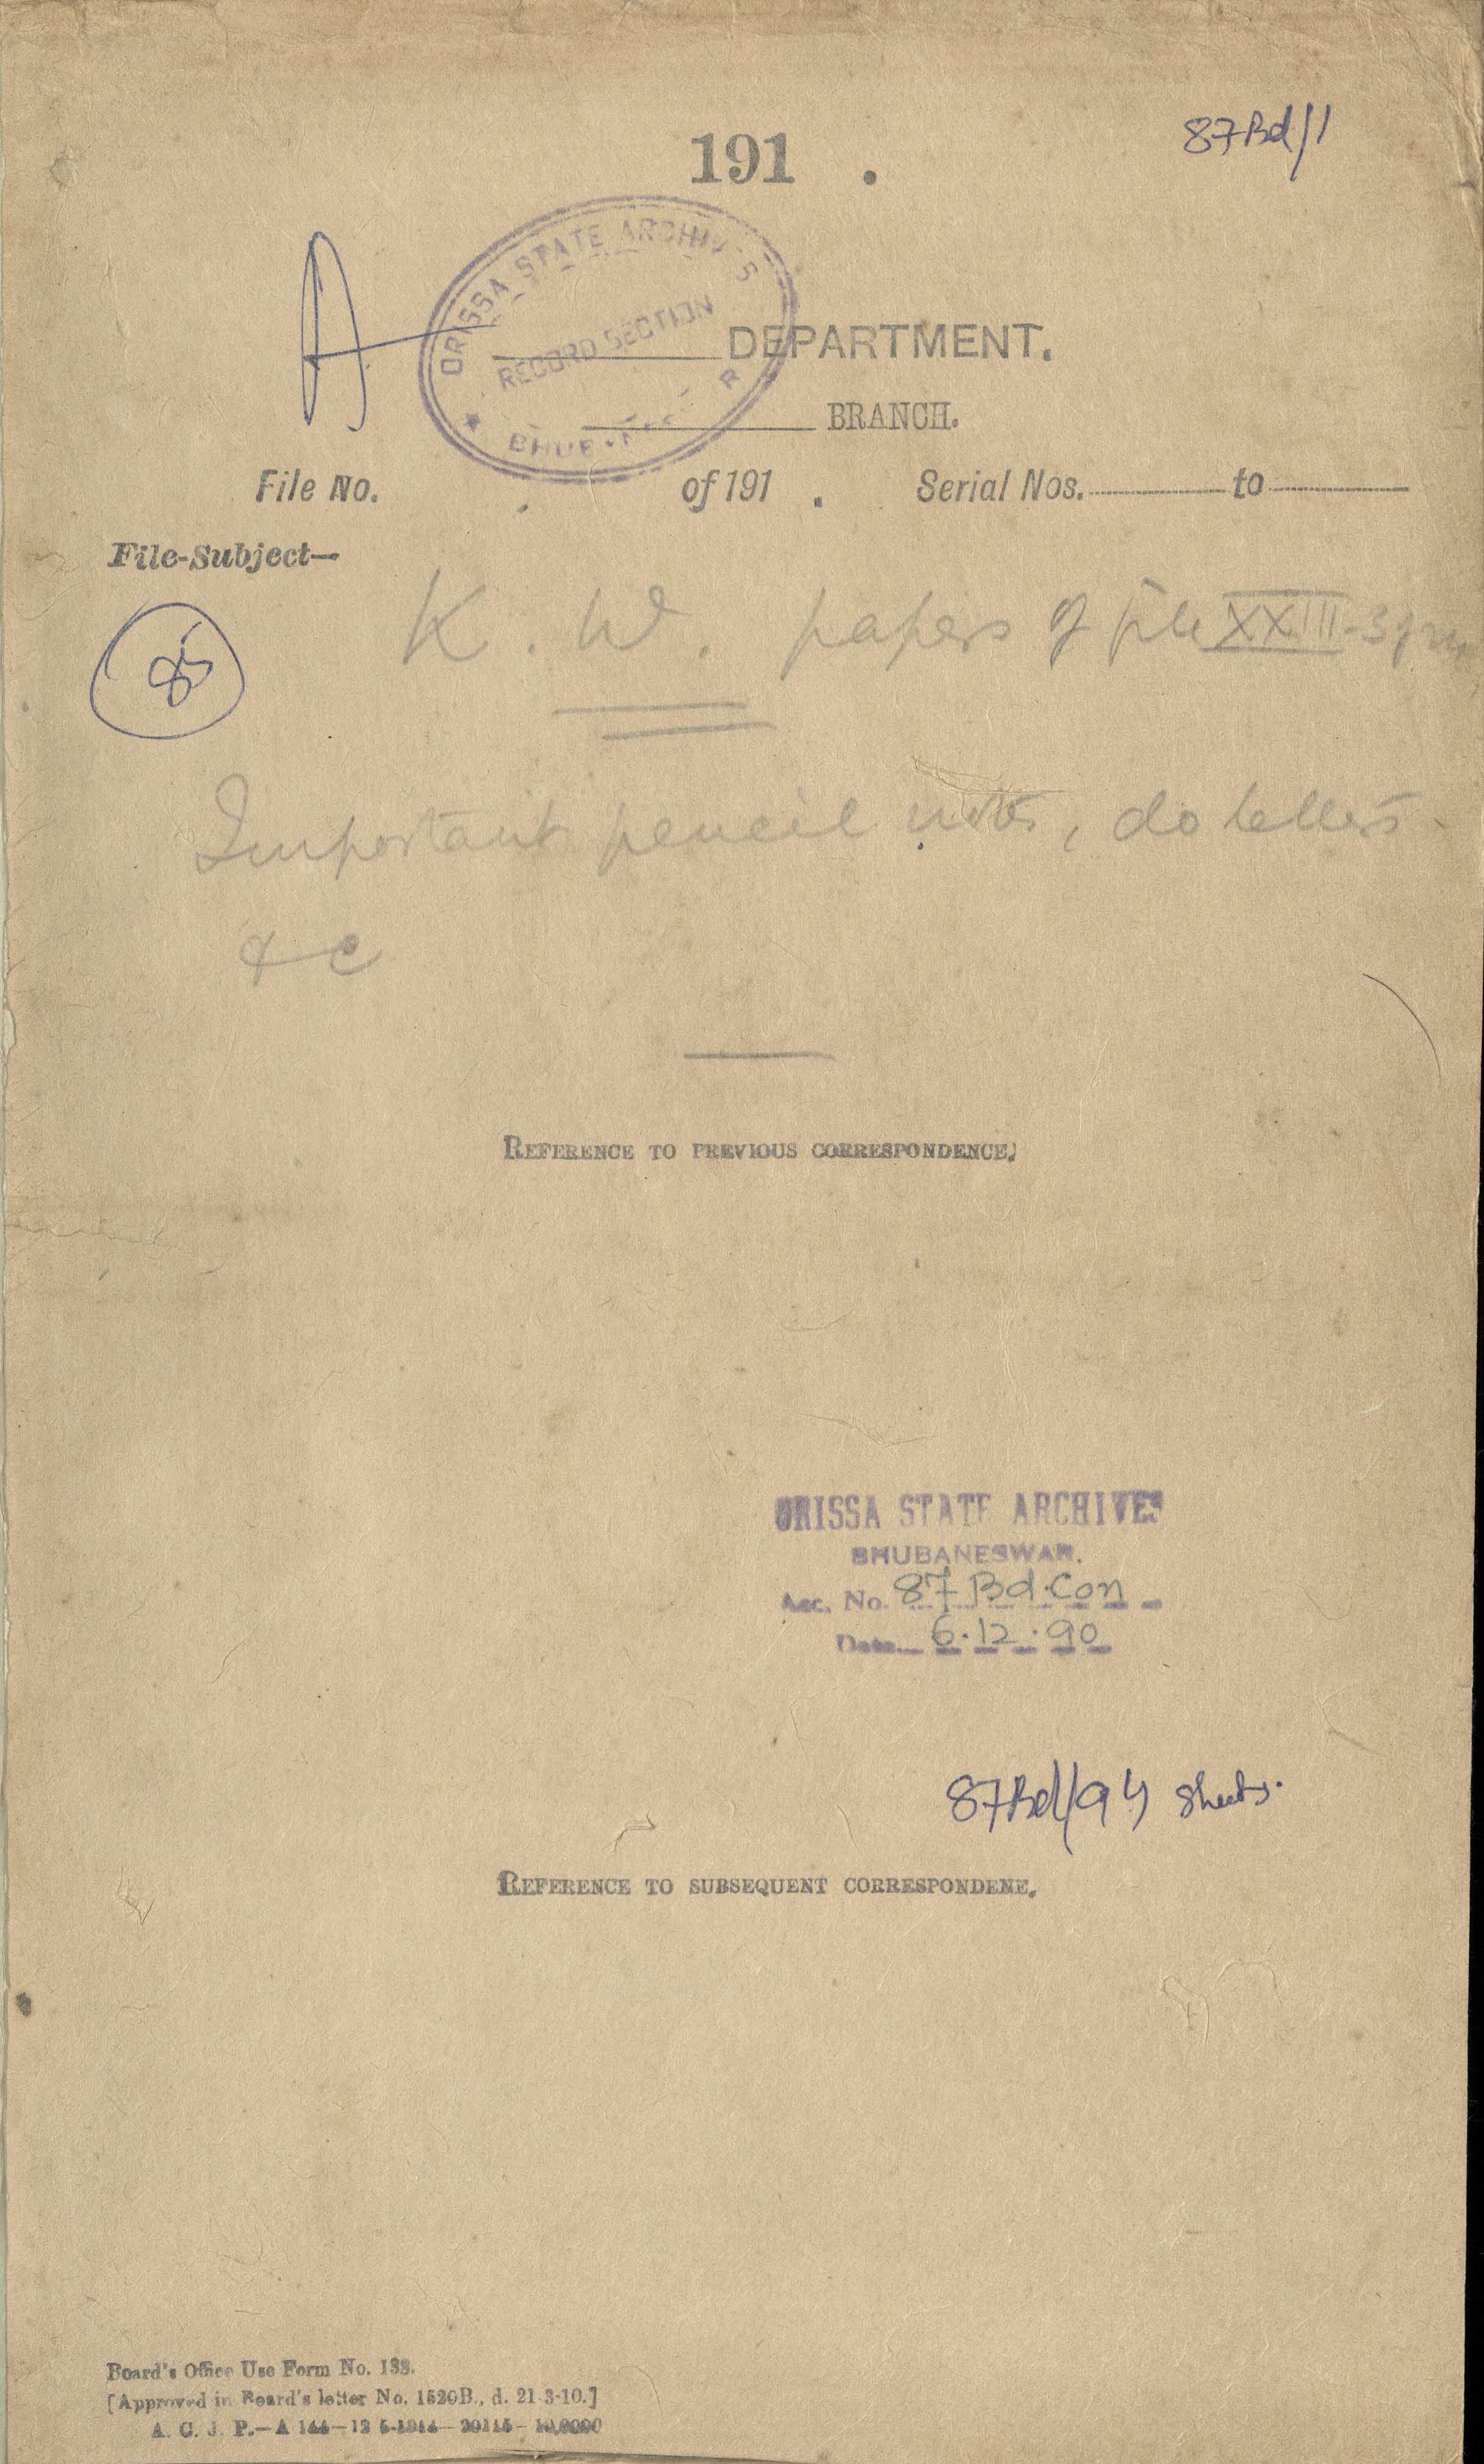 87Bd/1
191 .
A
ORISSA STATE ARCHIVES
RECORD SECTION
DEPARTMENT.
BRANCH.
File No. of 191 . Serial Nos. to
File-Subject—
K. W. papers of file XXIII-3
85
Important pencil notes, do letters
&c
REFERENCE TO PREVIOUS CORRESPONDENCE.
ORISSA STATE ARCHIVES
BHUBANESWAR.
Acc. No. 87 Bd. Con
Date 6.12.90
87Bd/94 Sheets.
REFERENCE TO SUBSEQUENT CORRESPONDENE.
Board's Office Use Form No. 133.
[Approved in Board's letter No. 1520B., d. 21-3-10.]
A. G. J. P.—A